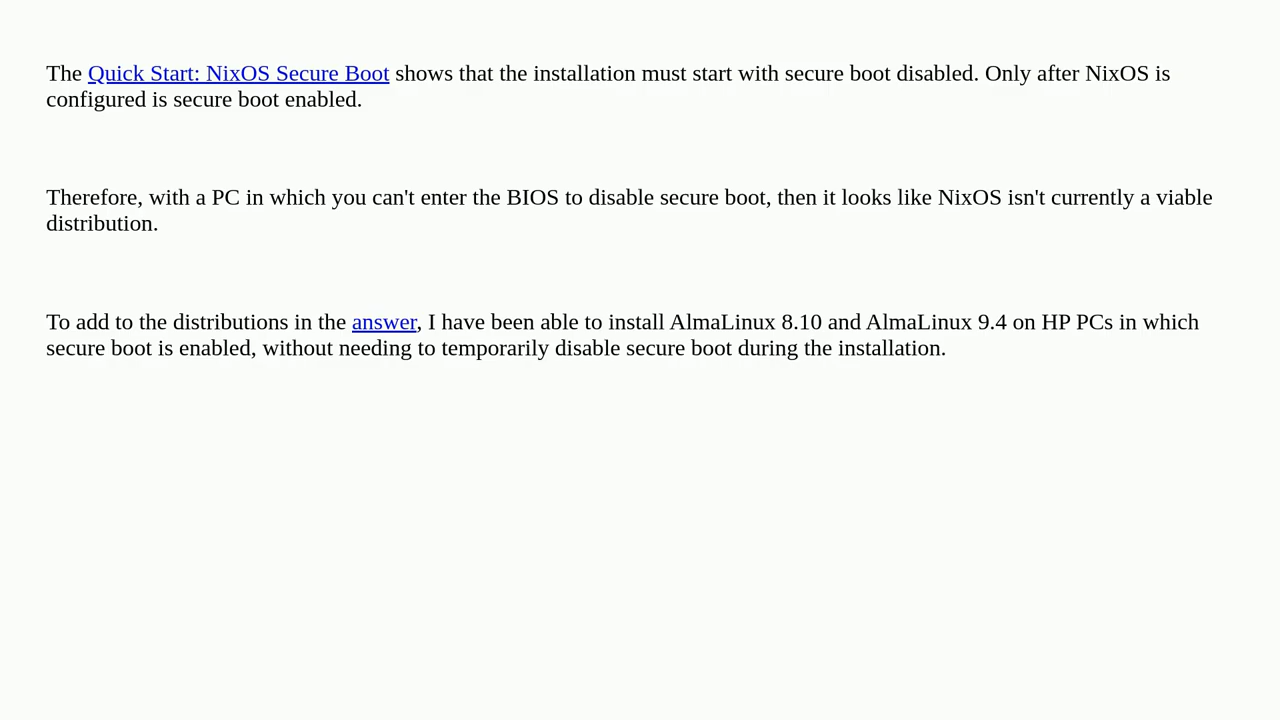 The Quick Start: NixOS Secure Boot shows that the installation must start with secure boot disabled. Only after NixOS is
configured is secure boot enabled.
Therefore, with a PC in which you can't enter the BIOS to disable secure boot, then it looks like NixOS isn't currently a viable
distribution.
To add to the distributions in the answer, I have been able to install AlmaLinux 8.10 and AlmaLinux 9.4 on HP PCs in which
secure boot is enabled, without needing to temporarily disable secure boot during the installation.